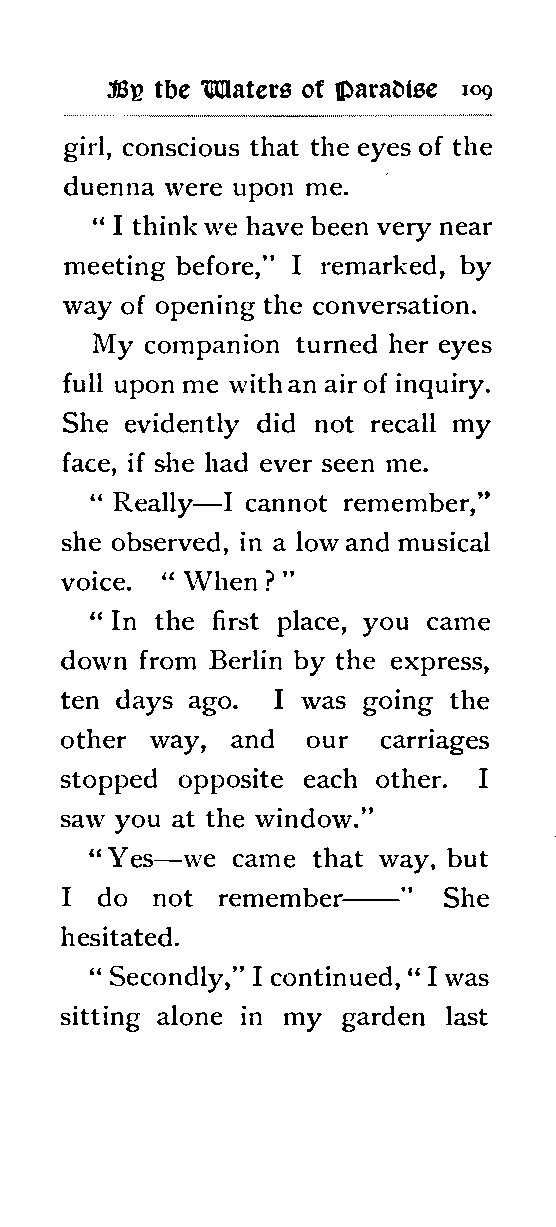 By the Waters of Paradise 109
girl, conscious that the eyes of the
duenna were upon me.
“ I think we have been very near
meeting before,” I remarked, by
way of opening the conversation.
My companion turned her eyes
full upon me with an air of inquiry.
She evidently did not recall my
face, if she had ever seen me.
“ Really—I cannot remember,”
she observed, in a low and musical
voice. “ When ? ”
“ In the first place, you came
down from Berlin by the express,
ten days ago. I was going the
other way, and our carriages
stopped opposite each other. I
saw you at the window.”
“ Yes—we came that way, but
I do not remember——” She
hesitated.
“ Secondly,” I continued, “ I was
sitting alone in my garden last